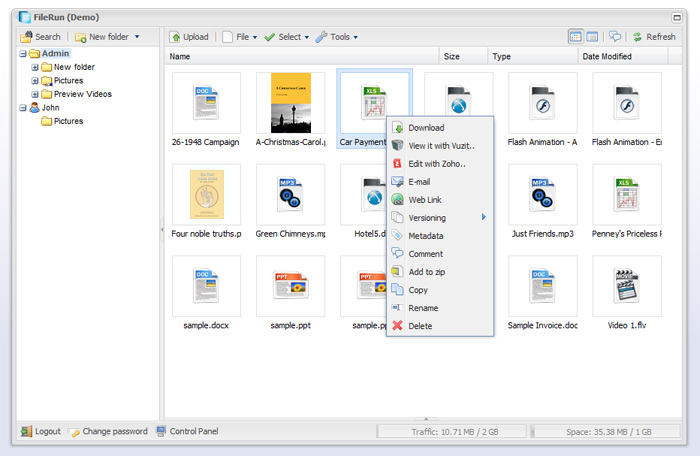 FileRun (Demo)
Search New folder Upload File Select Tools Refresh
Name Size Type Date Modified
Admin
New folder
Pictures
Preview Videos
John
Pictures
DOC A CHRISTMAS CAROL XLS
26-1948 Campaign A-Christmas-Carol.p Car Payment Flash Animation - A Flash Animation - En
Download
View it with Vuzit..
Edit with Zoho..
E-mail
Web Link
Versioning
Metadata
Comment
Add to zip
Copy
Rename
Delete
MP3 MP3 XLS
Four noble truths.p Green Chimneys.mp Hotel5.d Just Friends.mp3 Penney's Priceless P
DOC PPT PPT DOC
sample.docx sample.ppt sample.pp Sample Invoice.doc Video 1.flv
Logout Change password Control Panel Traffic: 10.71 MB / 2 GB Space: 35.38 MB / 1 GB